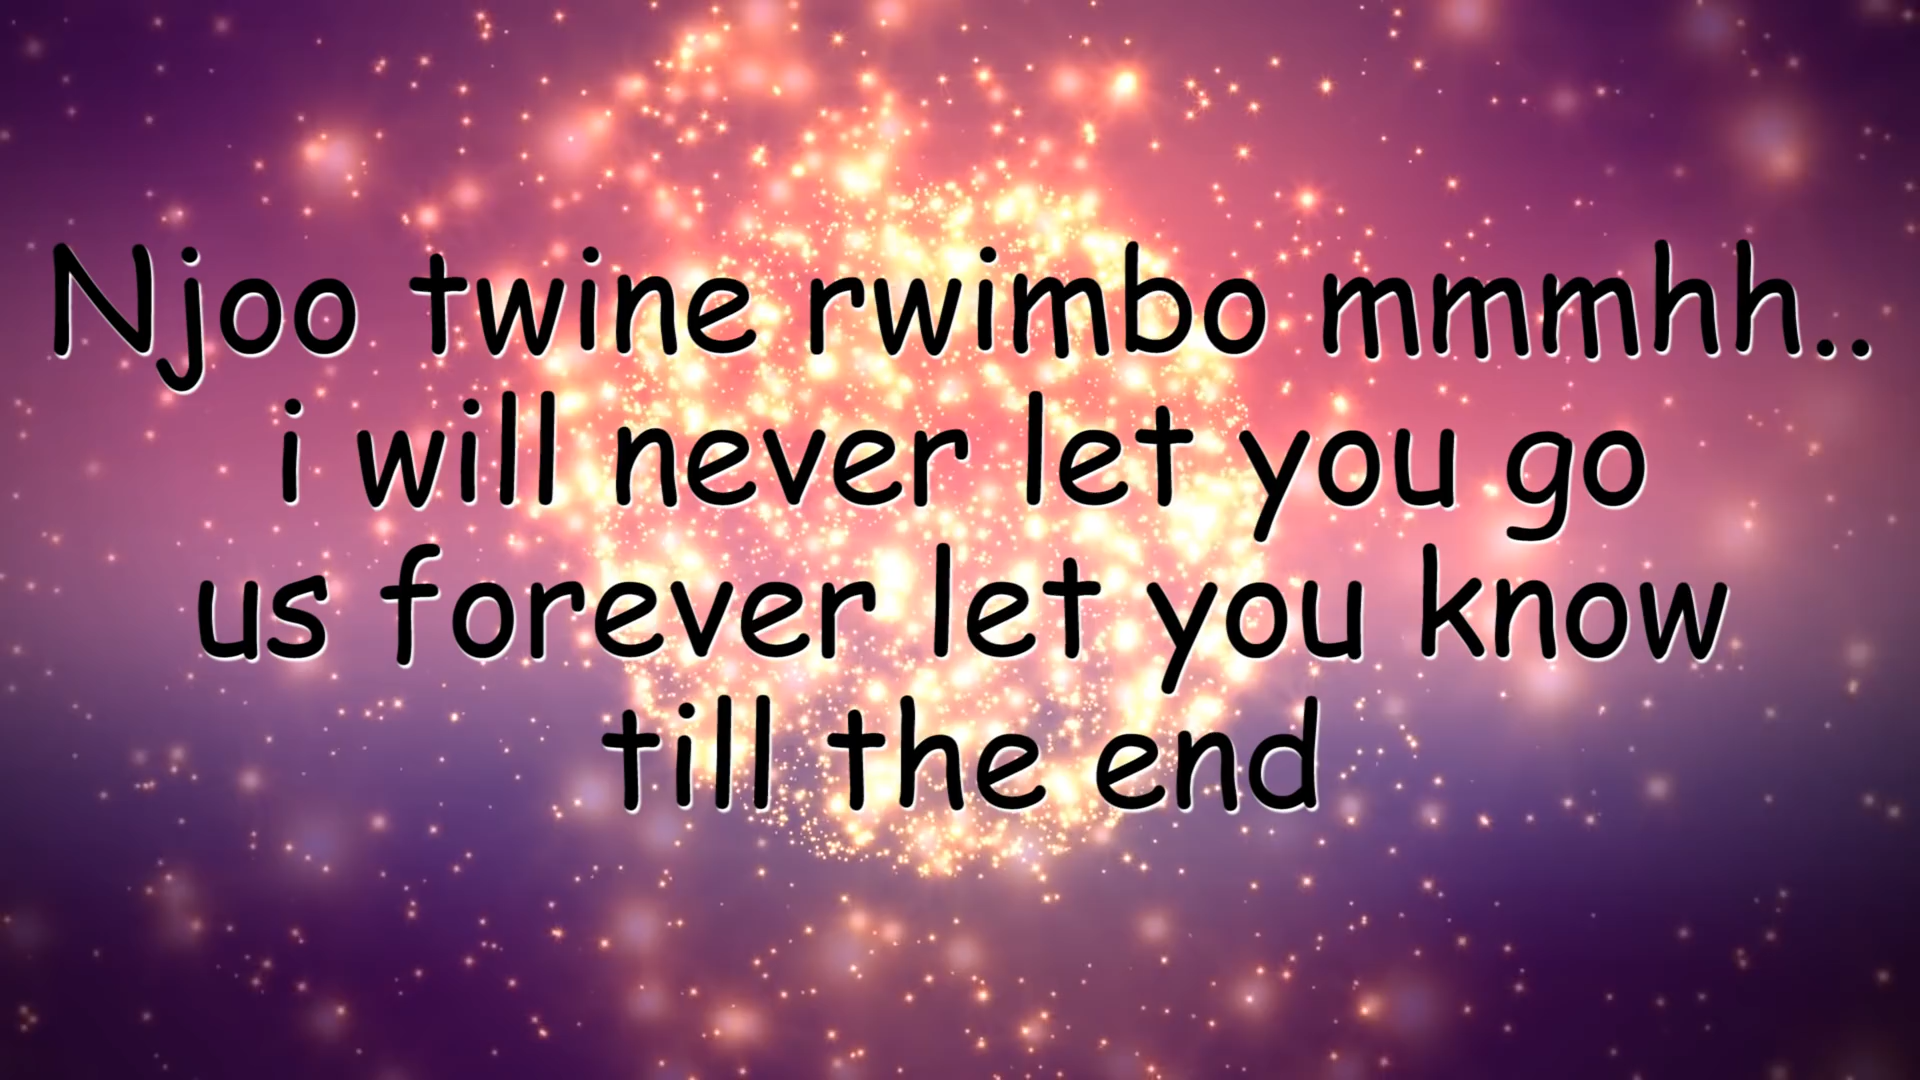 Njoo twine rwimbo mmmhh..
i will never let you go
us forever let you know
till the end